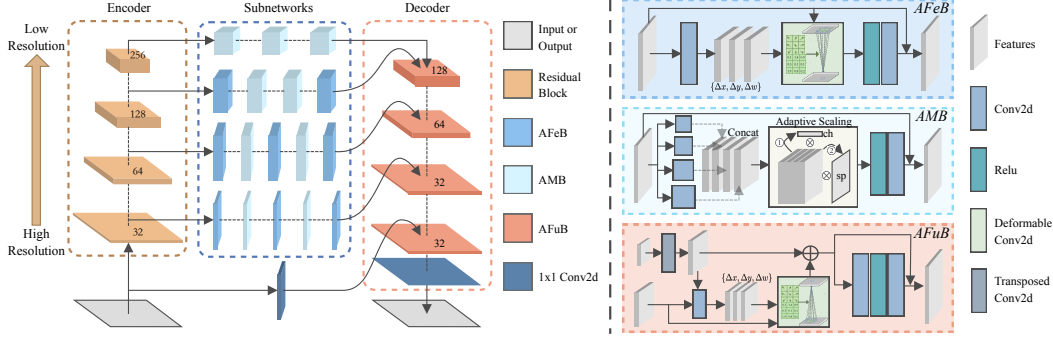 Encoder
Subnetworks
Decoder
Low
Resolution
High
Resolution
256
128
64
32
128
64
32
32
Input or
Output
Residual
Block
AFeB
AMB
AFuB
1x1 Conv2d
AFeB
{Δx, Δy, Δw}
AMB
Concat
Adaptive Scaling
① ch
⊗
②
⊗ sp
AFuB
{Δx, Δy, Δw}
Features
Conv2d
Relu
Deformable
Conv2d
Transposed
Conv2d